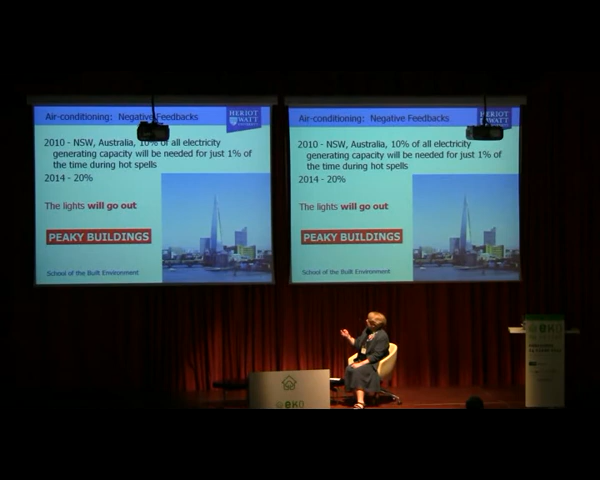 Air-conditioning: Negative Feedbacks
HERIOT
WATT
UNIVERSITY
2010 - NSW, Australia, 10% of all electricity
generating capacity will be needed for just 1% of
the time during hot spells
2014 - 20%
The lights will go out
PEAKY BUILDINGS
School of the Built Environment
Air-conditioning: Negative Feedbacks
HERIOT
WATT
2010 - NSW, Australia, 10% of all electricity
generating capacity will be needed for just 1% of
the time during hot spells
2014 - 20%
The lights will go out
PEAKY BUILDINGS
School of the Built Environment
eko
eko